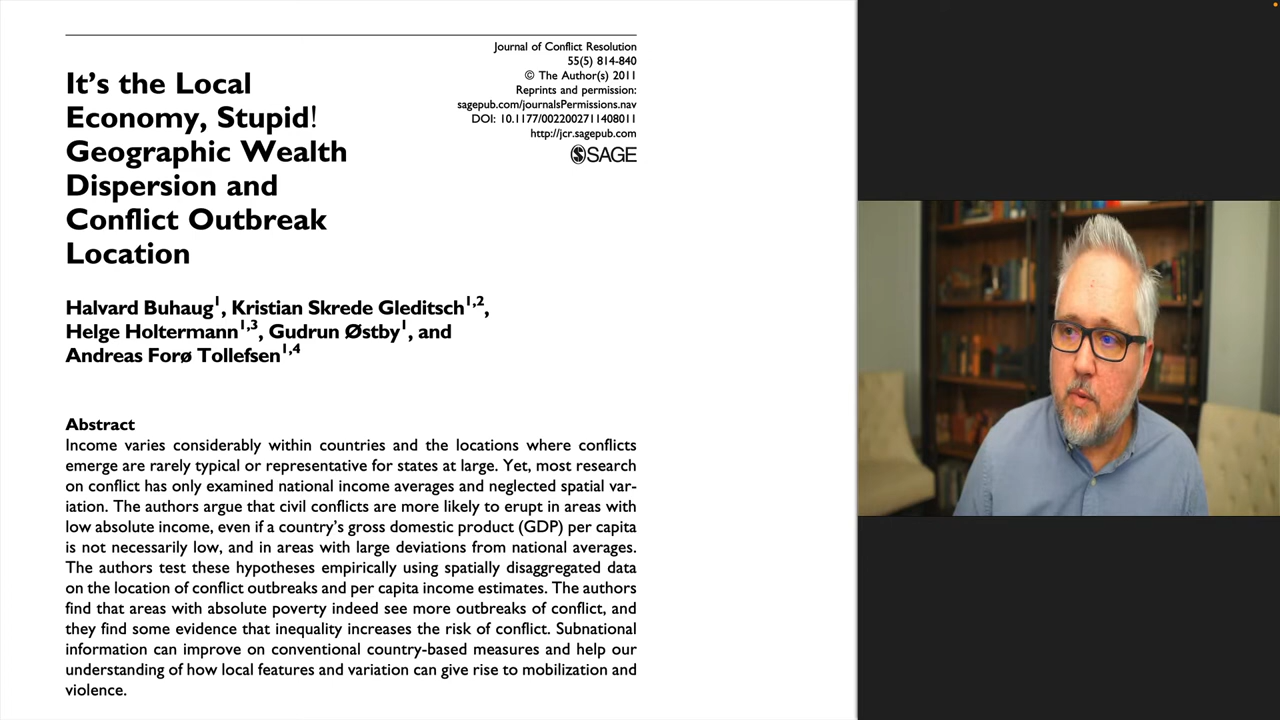 Journal of Conflict Resolution
55(5) 814-840
© The Author(s) 2011
Reprints and permission:
sagepub.com/journalsPermissions.nav
DOI: 10.1177/0022002711408011
http://jcr.sagepub.com
SAGE
It's the Local
Economy, Stupid!
Geographic Wealth
Dispersion and
Conflict Outbreak
Location
Halvard Buhaug1, Kristian Skrede Gleditsch1,2,
Helge Holtermann1,3, Gudrun Østby1, and
Andreas Forø Tollefsen1,4
Abstract
Income varies considerably within countries and the locations where conflicts
emerge are rarely typical or representative for states at large. Yet, most research
on conflict has only examined national income averages and neglected spatial var-
iation. The authors argue that civil conflicts are more likely to erupt in areas with
low absolute income, even if a country's gross domestic product (GDP) per capita
is not necessarily low, and in areas with large deviations from national averages.
The authors test these hypotheses empirically using spatially disaggregated data
on the location of conflict outbreaks and per capita income estimates. The authors
find that areas with absolute poverty indeed see more outbreaks of conflict, and
they find some evidence that inequality increases the risk of conflict. Subnational
information can improve on conventional country-based measures and help our
understanding of how local features and variation can give rise to mobilization and
violence.